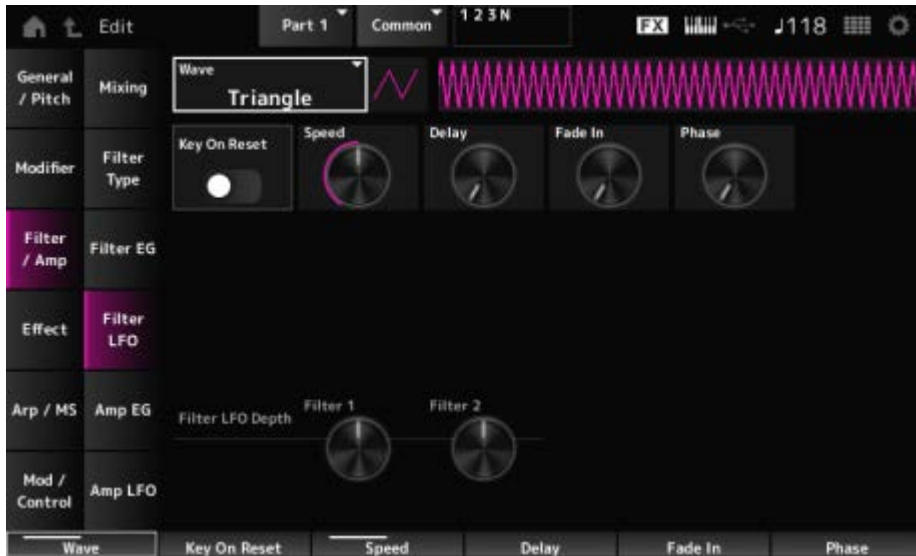 Edit
Part 1
Common
1 2 3 N
FX
♩118
General / Pitch
Modifier
Filter / Amp
Effect
Arp / MS
Mod / Control
Mixing
Filter Type
Filter EG
Filter LFO
Amp EG
Amp LFO
Wave
Triangle
Key On Reset
Speed
Delay
Fade In
Phase
Filter LFO Depth
Filter 1
Filter 2
Wave
Key On Reset
Speed
Delay
Fade In
Phase